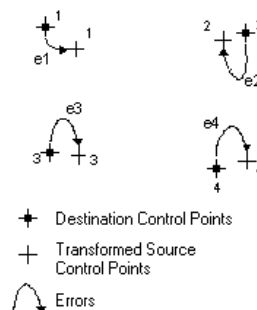 1
1
e1
2
e2
e3
3
3
e4
4
Destination Control Points
Transformed Source
Control Points
Errors